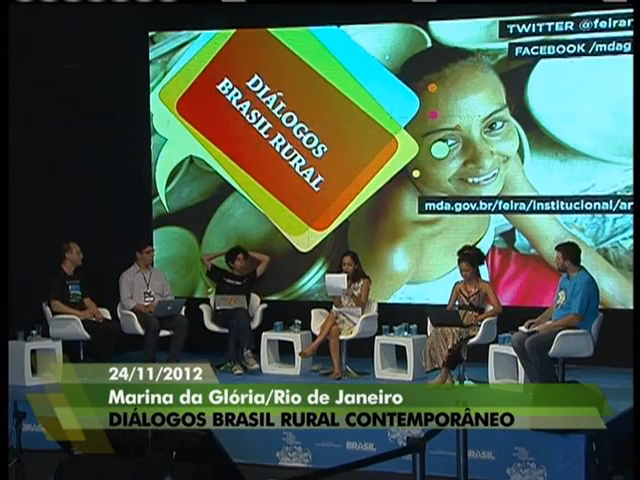 TWITTER @feirar
FACEBOOK /mdag
DIÁLOGOS
BRASIL RURAL
mda.gov.br/feira/institucional/ar
24/11/2012
Marina da Glória/Rio de Janeiro
DIÁLOGOS BRASIL RURAL CONTEMPORÂNEO
BRASIL